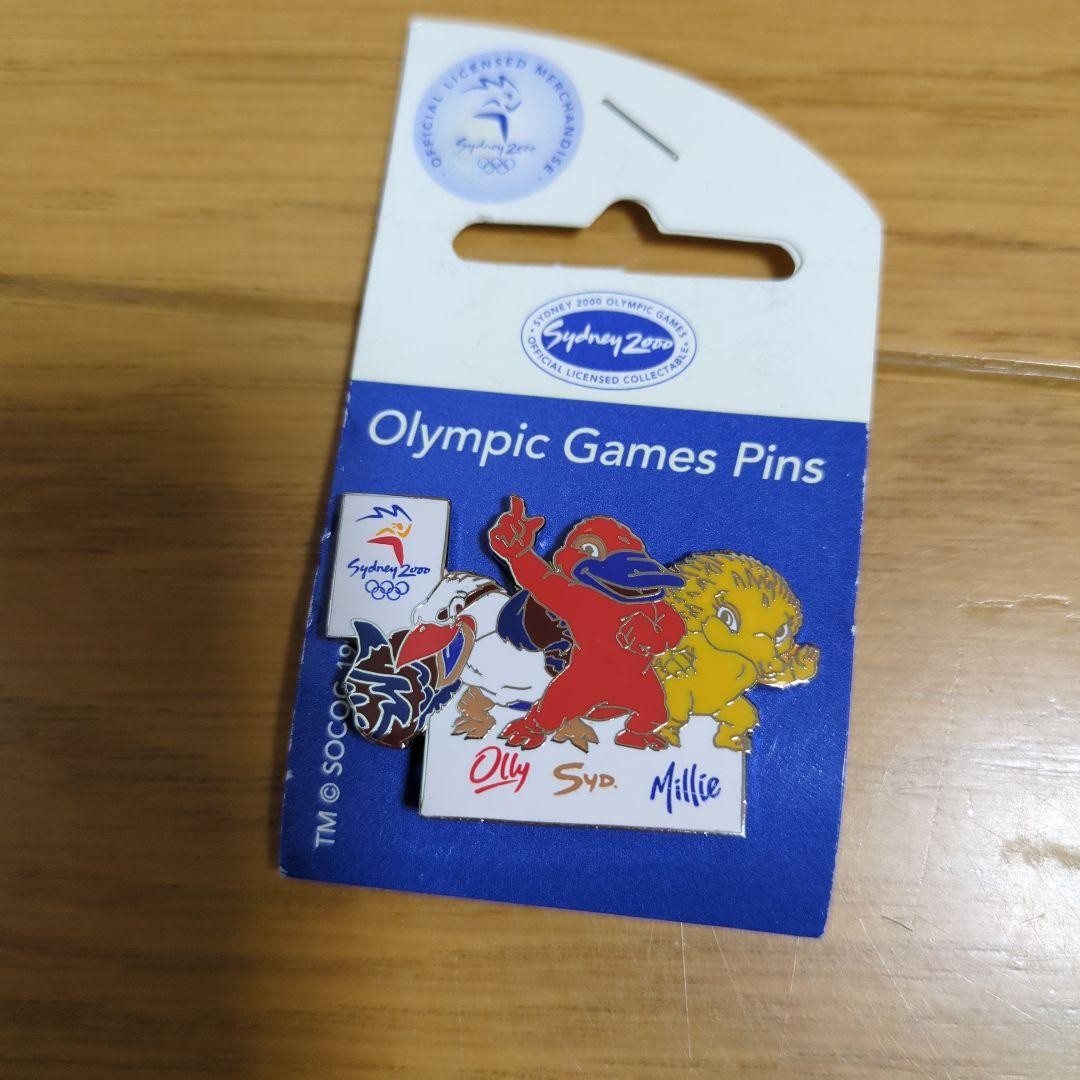 OFFICIAL LICENSED MERCHANDISE
Sydney 2000
SYDNEY 2000 OLYMPIC GAMES
Sydney 2000
OFFICIAL LICENSED COLLECTABLE
Olympic Games Pins
Sydney 2000
TM © SOCOG 19
Olly SYD. Millie